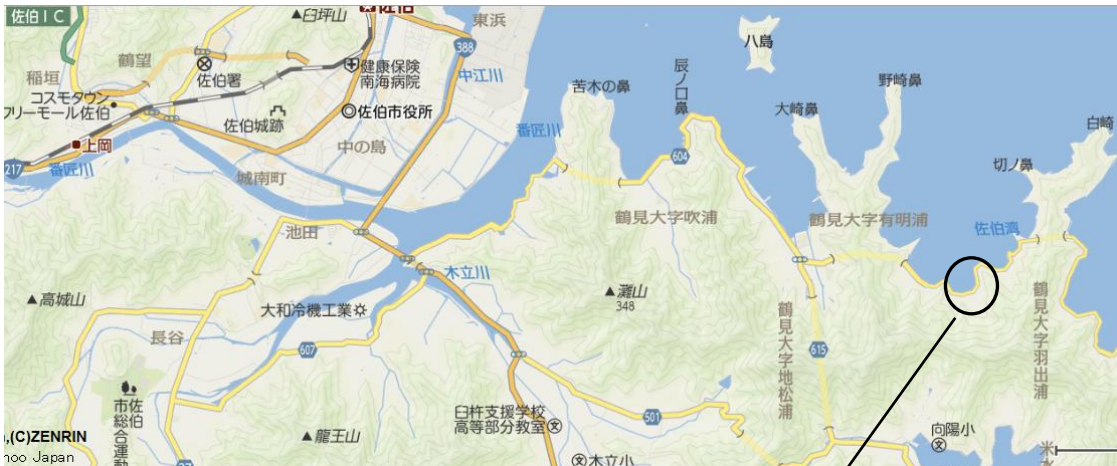 佐伯IC
▲臼坪山
佐伯
東浜
388
八島
鶴望
稲垣
佐伯署
健康保険
南海病院
中江川
苦木の鼻
辰ノ口鼻
野崎鼻
大崎鼻
白崎
コスモタウン
フリーモール佐伯
佐伯城跡
佐伯市役所
上岡
217
番匠川
中の島
番匠川
604
切ノ鼻
城南町
鶴見大字吹浦
鶴見大字有明浦
佐伯湾
池田
木立川
▲灘山
348
▲高城山
大和冷機工業
鶴見大字地松浦
鶴見大字羽出浦
長谷
607
615
501
佐伯市総合運動
臼杵支援学校
高等部分教室
向陽小
▲龍王山
木立小
米水
,(C)ZENRIN
hoo Japan